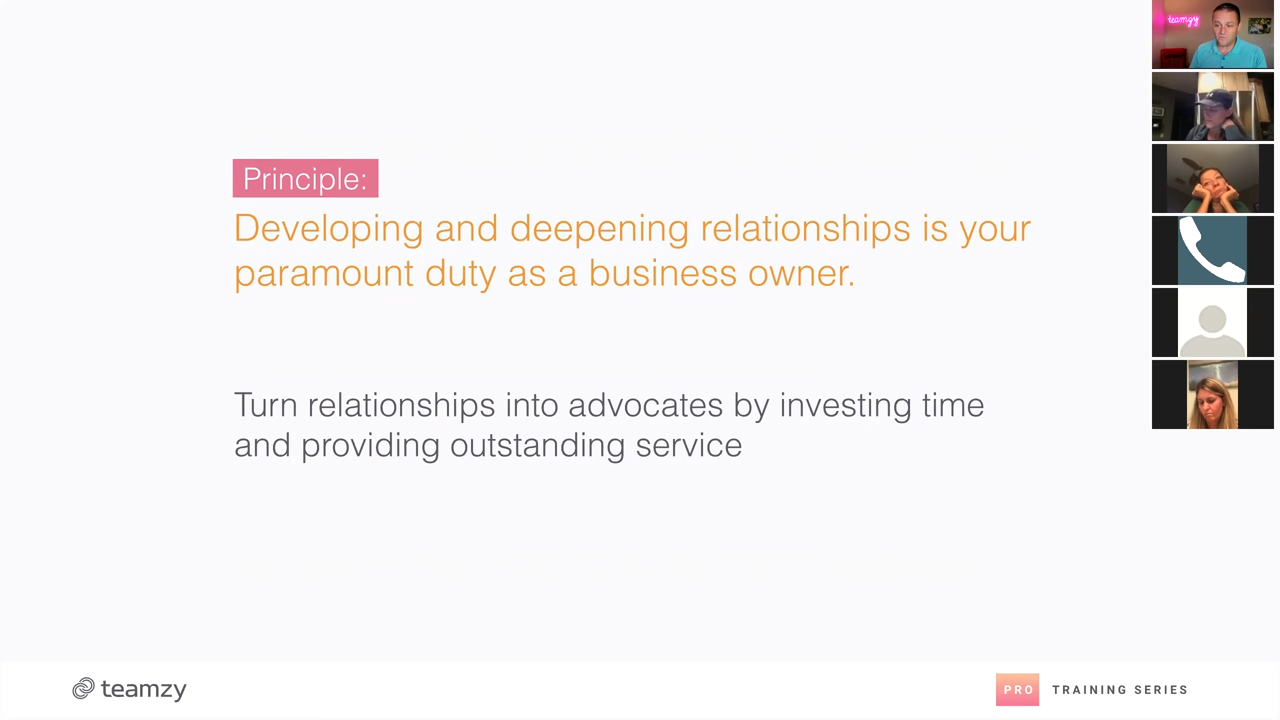 Principle:
Developing and deepening relationships is your
paramount duty as a business owner.
Turn relationships into advocates by investing time
and providing outstanding service
teamzy
PRO TRAINING SERIES
teamzy